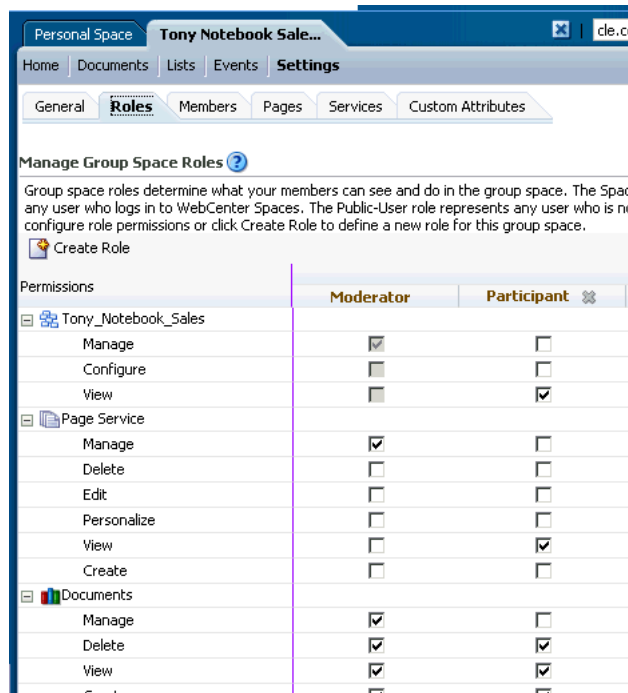 Personal Space Tony Notebook Sale... cle.c
Home Documents Lists Events Settings
General Roles Members Pages Services Custom Attributes
Manage Group Space Roles ?
Group space roles determine what your members can see and do in the group space. The Spac
any user who logs in to WebCenter Spaces. The Public-User role represents any user who is n
configure role permissions or click Create Role to define a new role for this group space.
Create Role
Permissions Moderator Participant
Tony_Notebook_Sales
Manage
Configure
View
Page Service
Manage
Delete
Edit
Personalize
View
Create
Documents
Manage
Delete
View